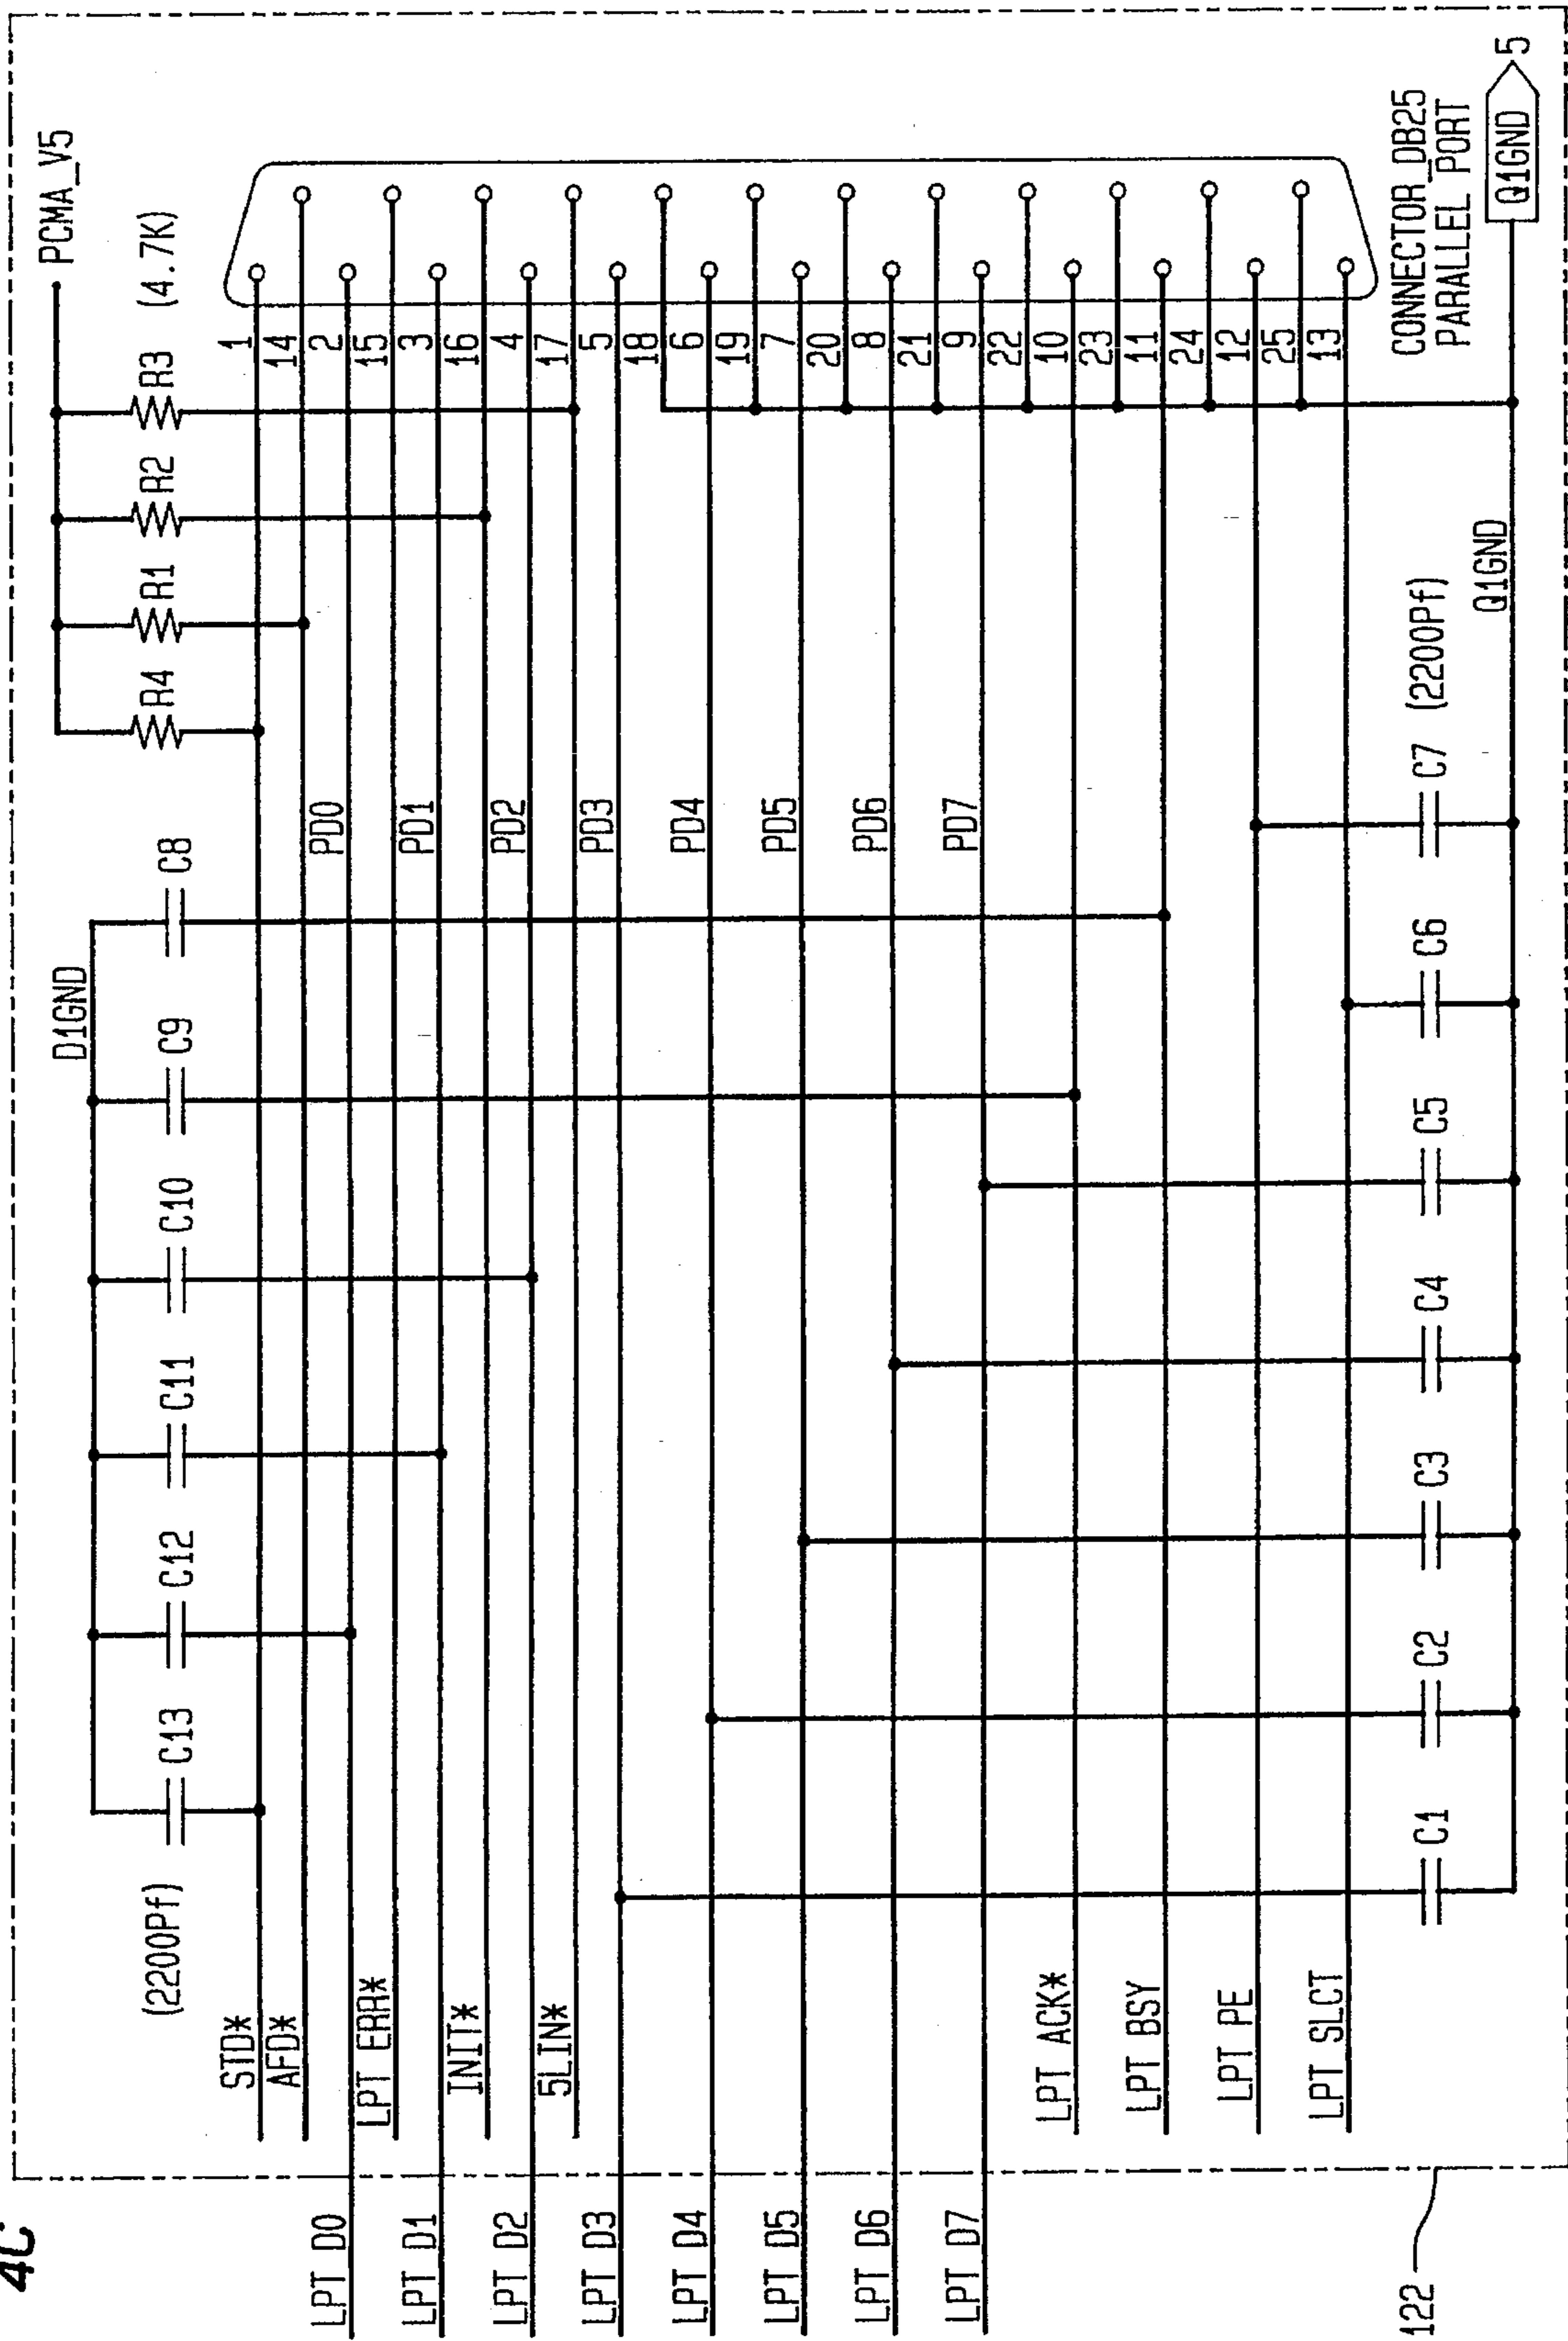 4C
PCMA_V5
D1GND
R4
R1
R2
R3
(4.7K)
(2200Pf)
C13
C12
C11
C10
C9
C8
STD*
1
AFD*
14
LPT D0
PD0
2
LPT ERR*
15
LPT D1
PD1
3
INIT*
16
LPT D2
PD2
4
5LIN*
17
LPT D3
PD3
5
18
LPT D4
PD4
6
19
LPT D5
PD5
7
20
LPT D6
PD6
8
21
LPT D7
PD7
9
22
LPT ACK*
10
23
LPT BSY
11
24
LPT PE
12
25
LPT SLCT
13
CONNECTOR_DB25
PARALLEL PORT
C1
C2
C3
C4
C5
C6
C7
(2200Pf)
Q1GND
Q1GND
5
122